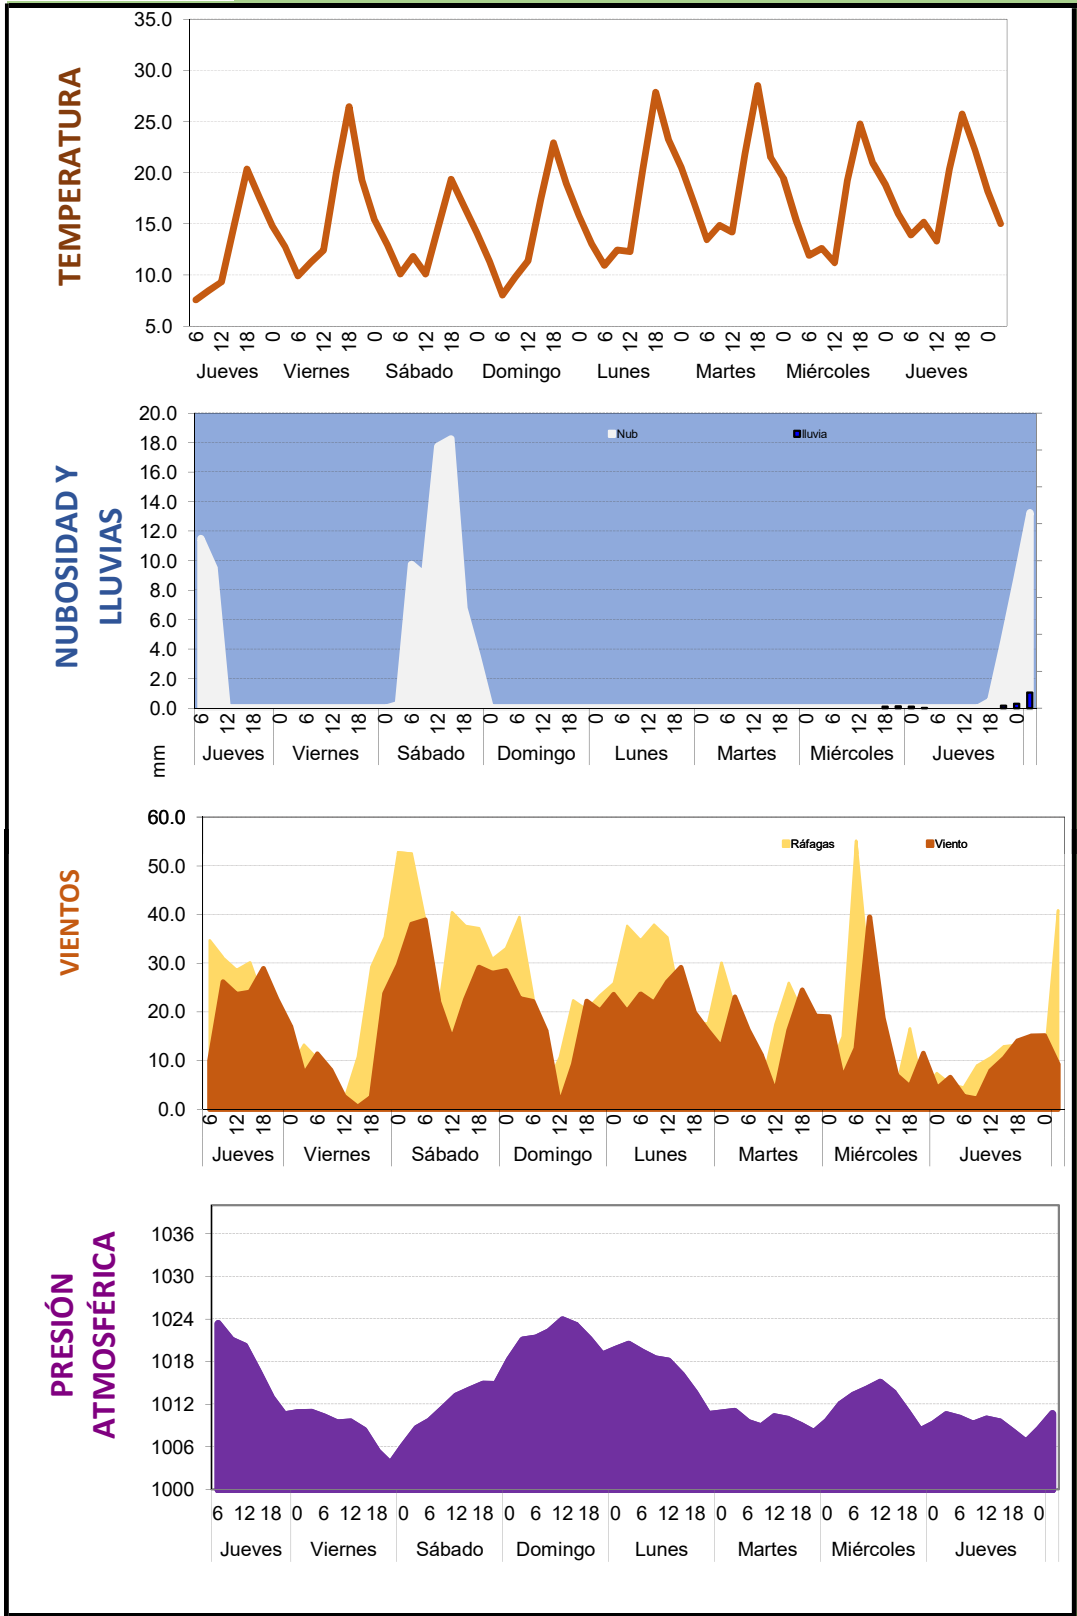 TEMPERATURA
35.0
30.0
25.0
20.0
15.0
10.0
5.0
6 12 18 0 6 12 18 0 6 12 18 0 6 12 18 0 6 12 18 0 6 12 18 0 6 12 18 0 6 12 18 0
Jueves Viernes Sábado Domingo Lunes Martes Miércoles Jueves
NUBOSIDAD Y
LLUVIAS
20.0
18.0
16.0
14.0
12.0
10.0
8.0
6.0
4.0
2.0
0.0
mm
Nub lluvia
6 12 18 0 6 12 18 0 6 12 18 0 6 12 18 0 6 12 18 0 6 12 18 0 6 12 18 0 6 12 18 0
Jueves Viernes Sábado Domingo Lunes Martes Miércoles Jueves
VIENTOS
60.0
50.0
40.0
30.0
20.0
10.0
0.0
Ráfagas Viento
6 12 18 0 6 12 18 0 6 12 18 0 6 12 18 0 6 12 18 0 6 12 18 0 6 12 18 0 6 12 18 0
Jueves Viernes Sábado Domingo Lunes Martes Miércoles Jueves
PRESIÓN
ATMOSFÉRICA
1036
1030
1024
1018
1012
1006
1000
6 12 18 0 6 12 18 0 6 12 18 0 6 12 18 0 6 12 18 0 6 12 18 0 6 12 18 0 6 12 18 0
Jueves Viernes Sábado Domingo Lunes Martes Miércoles Jueves